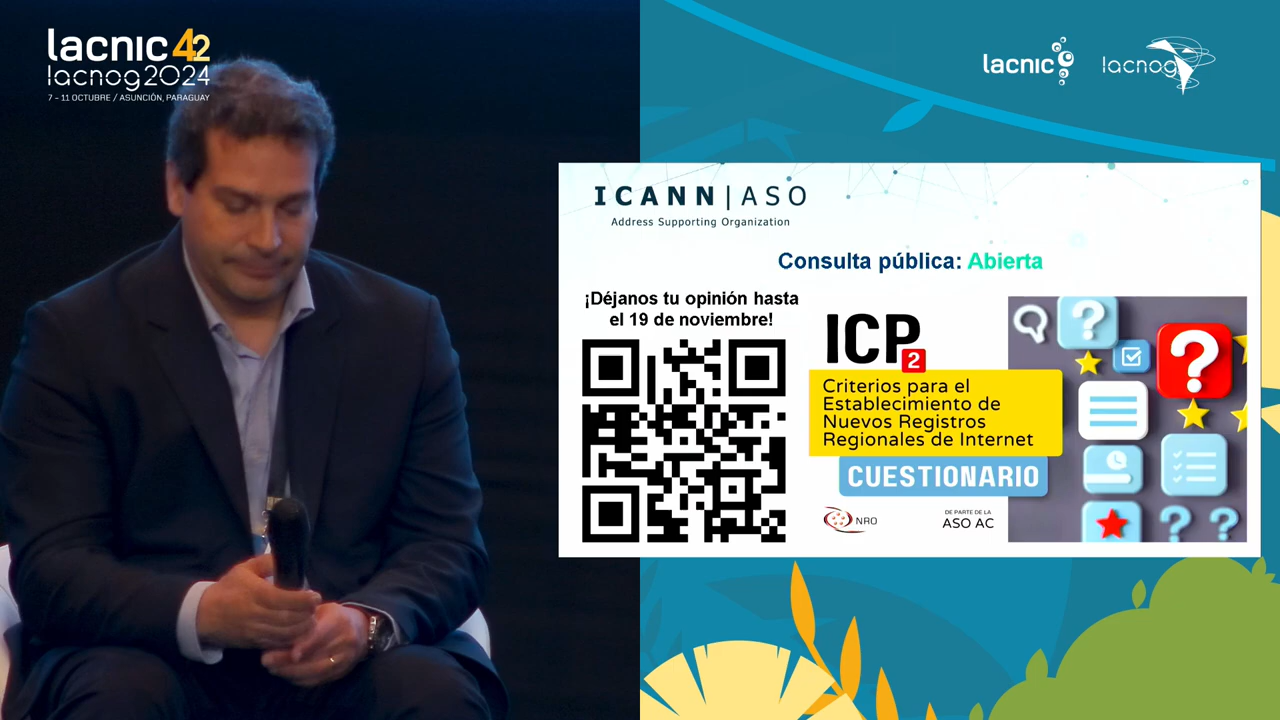 lacnic 42
lacnog2024
7 - 11 OCTUBRE / ASUNCIÓN, PARAGUAY
lacnic
lacnog
ICANN | ASO
Address Supporting Organization
Consulta pública: Abierta
¡Déjanos tu opinión hasta
el 19 de noviembre!
ICP
2
Criterios para el
Establecimiento de
Nuevos Registros
Regionales de Internet
CUESTIONARIO
NRO
DE PARTE DE LA
ASO AC